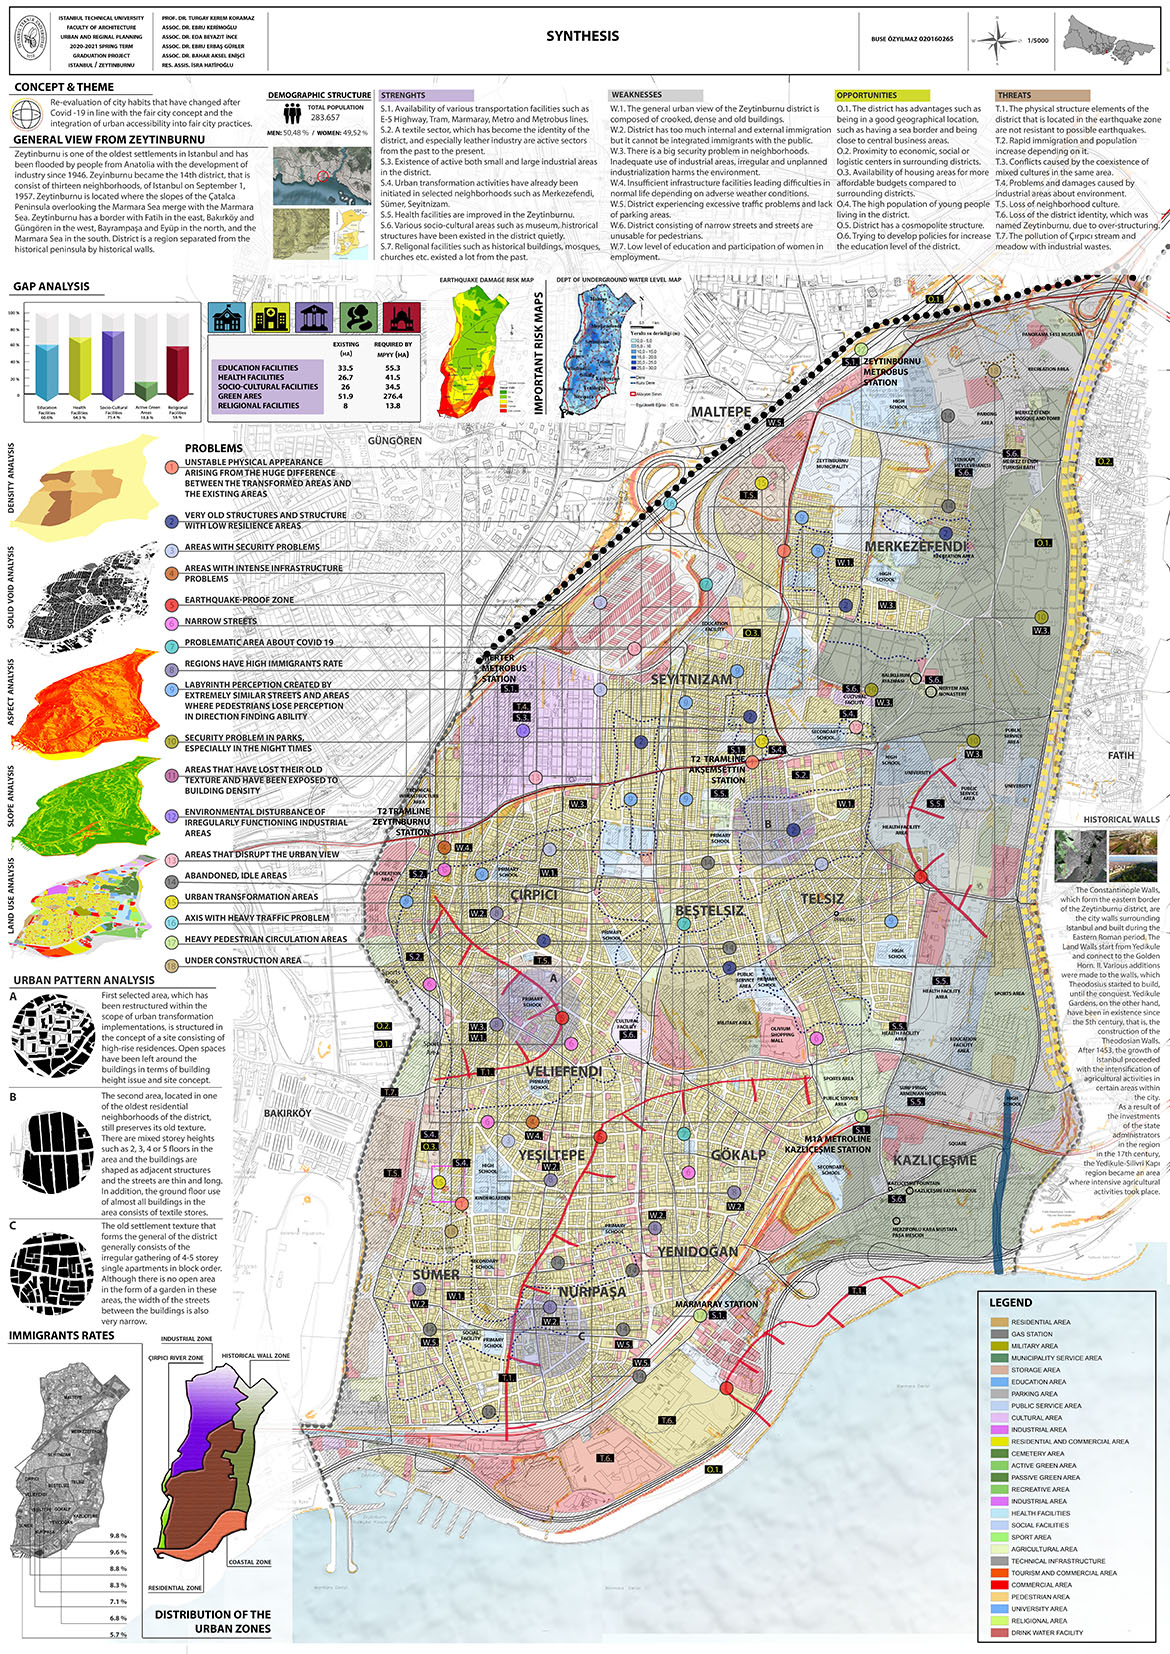 ISTANBUL TECHNICAL UNIVERSITY
FACULTY OF ARCHITECTURE
URBAN AND REGINAL PLANNING
2020-2021 SPRING TERM
GRADUATION PROJECT
ISTANBUL / ZEYTINBURNU
PROF. DR. TURGAY KEREM KORAMAZ
ASSOC. DR. EBRU KERİMOĞLU
ASSOC. DR. EDA BEYAZIT İNCE
ASSOC. DR. EBRU ERBAŞ GÜRLER
ASSOC. DR. BAHAR AKSEL ENİŞCİ
RES. ASSIS. İSRA HATİPOĞLU
SYNTHESIS
BUSE ÖZYILMAZ 020160265
1/5000
CONCEPT & THEME
Re-evaluation of city habits that have changed after
Covid -19 in line with the fair city concept and the
integration of urban accessibility into fair city practices.
GENERAL VIEW FROM ZEYTINBURNU
Zeytinburnu is one of the oldest settlements in Istanbul and has
been flooded by people from Anatolia with the development of
industry since 1946. Zeynburnu became the 14th district, that is
consist of thirteen neighborhoods, of Istanbul on September 1,
1957. Zeytinburnu is located where the slopes of the Çatalca
Peninsula overlooking the Marmara Sea merge with the Marmara
Sea. Zeytinburnu has a border with Fatih in the east, Bakırköy and
Güngören in the west, Bayrampaşa and Eyüp in the north, and the
Marmara Sea in the south. District is a region separated from the
historical peninsula by historical walls.
DEMOGRAPHIC STRUCTURE
TOTAL POPULATION
283.657
MEN: 50,48 % / WOMEN: 49,52 %
STRENGHTS
S.1. Availability of various transportation facilities such as
E-5 Highway, Tram, Marmaray, Metro and Metrobus lines.
S.2. A textile sector, which has become the identity of the
district, and especially leather industry are active sectors
from the past to the present.
S.3. Existence of active both small and large industrial areas
in the district.
S.4. Urban transformation activities have already been
initiated in selected neighborhoods such as Merkezefendi,
Sümer, Seyitnizam.
S.5. Health facilities are improved in the Zeytinburnu.
S.6. Various socio-cultural areas such as museum, historical
structures have been existed in the district quietly.
S.7. Religonal facilities such as historical buildings, mosques,
churches etc. existed a lot from the past.
WEAKNESSES
W.1. The general urban view of the Zeytinburnu district is
composed of crooked, dense and old buildings.
W.2. District has too much internal and external immigration
but it cannot be integrated immigrants with the public.
W.3. There is a big security problem in neighborhoods.
Inadequate use of industrial areas, irregular and unplanned
industrialization harms the environment.
W.4. Insufficient infrastructure facilities leading difficulties in
normal life depending on adverse weather conditions.
W.5. District experiencing excessive traffic problems and lack
of parking areas.
W.6. District consisting of narrow streets and streets are
unusable for pedestrians.
W.7. Low level of education and participation of women in
employment.
OPPORTUNITIES
O.1. The district has advantages such as
being in a good geographical location,
such as having a sea border and being
close to central business areas.
O.2. Proximity to economic, social or
logistic centers in surrounding districts.
O.3. Availability of housing areas for more
affordable budgets compared to
surrounding districts.
O.4. The high population of young people
living in the district.
O.5. District has a cosmopolite structure.
O.6. Trying to develop policies for increase
the education level of the district.
THREATS
T.1. The physical structure elements of the
district that is located in the earthquake zone
are not resistant to possible earthquakes.
T.2. Rapid immigration and population
increase depending on it.
T.3. Conflicts caused by the coexistence of
mixed cultures in the same area.
T.4. Problems and damages caused by
industrial areas about environment.
T.5. Loss of neighborhood culture.
T.6. Loss of the district identity, which was
named Zeytinburnu, due to over-structuring.
T.7. The pollution of Çırpıcı stream and
meadow with industrial wastes.
GAP ANALYSIS
100 %
80 %
60 %
40 %
20 %
Education
Facilities
Health
Facilities
Socio-Cultural
Facilities
Active Green
Areas
Religional
Facilities
EXISTING
(HA)
REQUIRED BY
MPYY (HA)
EDUCATION FACILITIES 33.5 55.3
HEALTH FACILITIES 26.7 41.5
SOCIO-CULTURAL FACILITIES 26 34.5
GREEN ARES 51.9 276.4
RELIGIONAL FACILITIES 8 13.8
EARTHQUAKE DAMAGE RISK MAP
IMPORTANT RISK MAPS
DEPT OF UNDERGROUND WATER LEVEL MAP
DENSITY ANALYSIS
SOLID VOID ANALYSIS
ASPECT ANALYSIS
SLOPE ANALYSIS
LAND USE ANALYSIS
PROBLEMS
1 UNSTABLE PHYSICAL APPEARANCE
ARISING FROM THE HUGE DIFFERENCE
BETWEEN THE TRANSFORMED AREAS AND
THE EXISTING AREAS
2 VERY OLD STRUCTURES AND STRUCTURE
WITH LOW RESILIENCE AREAS
3 AREAS WITH SECURITY PROBLEMS
4 AREAS WITH INTENSE INFRASTRUCTURE
PROBLEMS
5 EARTHQUAKE-PROOF ZONE
6 NARROW STREETS
7 PROBLEMATIC AREA ABOUT COVID 19
8 REGIONS HAVE HIGH IMMIGRANTS RATE
9 LABYRINTH PERCEPTION CREATED BY
EXTREMELY SIMILAR STREETS AND AREAS
WHERE PEDESTRIANS LOSE PERCEPTION
IN DIRECTION FINDING ABILITY
10 SECURITY PROBLEM IN PARKS,
ESPECIALLY IN THE NIGHT TIMES
11 AREAS THAT HAVE LOST THEIR OLD
TEXTURE AND HAVE BEEN EXPOSED TO
BUILDING DENSITY
12 ENVIRONMENTAL DISTURBANCE OF
IRREGULARLY FUNCTIONING INDUSTRIAL
AREAS
13 AREAS THAT DISRUPT THE URBAN VIEW
14 ABANDONED, IDLE AREAS
15 URBAN TRANSFORMATION AREAS
16 AXIS WITH HEAVY TRAFFIC PROBLEM
17 HEAVY PEDESTRIAN CIRCULATION AREAS
18 UNDER CONSTRUCTION AREA
URBAN PATTERN ANALYSIS
A
First selected area, which has
been restructured within the
scope of urban transformation
implementations, is structured in
the concept of a site consisting of
high-rise residences. Open spaces
have been left around the
buildings in terms of building
height issue and site concept.
B
The second area, located in one
of the oldest residential
neighborhoods of the district,
still preserves its old texture.
There are mixed storey heights
such as 2, 3, 4 or 5 floors in the
area and the buildings are
shaped as adjacent structures
and the streets are thin and long.
In addition, the ground floor use
of almost all buildings in the
area consists of textile stores.
C
The old settlement texture that
forms the general of the district
generally consists of the
irregular gathering of 4-5 storey
single apartments in block order.
Although there is no open area
in the form of a garden in these
areas, the width of the streets
between the buildings is also
very narrow.
IMMIGRANTS RATES
9.8 %
9.6 %
8.8 %
8.3 %
7.1 %
6.8 %
5.7 %
INDUSTRIAL ZONE
ÇIRPICI RIVER ZONE
HISTORICAL WALL ZONE
COASTAL ZONE
RESIDENTIAL ZONE
DISTRIBUTION OF THE
URBAN ZONES
GÜNGÖREN
MALTEPE
ZEYTINBURNU
METROBUS
STATION
PANORAMA 1453 MUSEUM
RECREATION AREA
HIGH
SCHOOL
PARKING
AREA
ZEYTINBURNU
MUNICIPALITY
MERKEZEFENDI
MERTER
METROBUS
STATION
SEYITNIZAM
EDUCATION
FACILITY
T2 TRAMLINE
AKŞEMSETTIN
STATION
T2 TRAMLINE
ZEYTINBURNU
STATION
UNIVERSITY
PUBLIC
SERVICE
AREA
FATIH
ÇIRPICI
BEŞTELSIZ
TELSIZ
A
B
C
MILITARY AREA
OLIVIUM
SHOPPING
MALL
CULTURAL
FACILITY
HEALTH FACILITY
AREA
SPORTS AREA
VELIEFENDI
BAKIRKÖY
YEŞILTEPE
GÖKALP
M1A METROLINE
KAZLIÇEŞME STATION
KAZLIÇEŞME
SQUARE
KAZLIÇEŞME FATIH MOSQUE
YENIDOĞAN
SÜMER
NURIPAŞA
MARMARAY STATION
KINDERGARDEN
PRIMARY
SCHOOL
SECONDARY
SCHOOL
HISTORICAL WALLS
The Constantinople Walls,
which form the eastern border
of the Zeytinburnu district, are
the city walls surrounding
Istanbul and built during the
Eastern Roman period. The
Land Walls start from Yedikule
and connect to the Golden
Horn. II. Various additions
were made to the walls, which
Theodosius started to build,
until the conquest. Yedikule
Gardens, on the other hand,
have been in existence since
the 5th century, that is, the
construction of the
Theodosian Walls.
After 1453, the growth of
Istanbul proceeded
with the intensification of
agricultural activities in
certain areas within
the city.
As a result of
the investments
of the state
administrators
in the region
in the 17th century,
the Yedikule-Silivri Kapı
region became an area
where intensive agricultural
activities took place.
LEGEND
RESIDENTIAL AREA
GAS STATION
MILITARY AREA
MUNICIPALITY SERVICE AREA
STORAGE AREA
EDUCATION AREA
PARKING AREA
PUBLIC SERVICE AREA
CULTURAL AREA
INDUSTRIAL AREA
RESIDENTIAL AND COMMERCIAL AREA
CEMETERY AREA
ACTIVE GREEN AREA
PASSIVE GREEN AREA
RECREATIVE AREA
INDUSTRIAL AREA
HEALTH FACILITIES
SOCIAL FACILITIES
SPORT AREA
AGRICULTURAL AREA
TECHNICAL INFRASTRUCTURE
TOURISM AND COMMERCIAL AREA
COMMERCIAL AREA
PEDESTRIAN AREA
UNIVERSITY AREA
RELIGIONAL AREA
DRINK WATER FACILITY